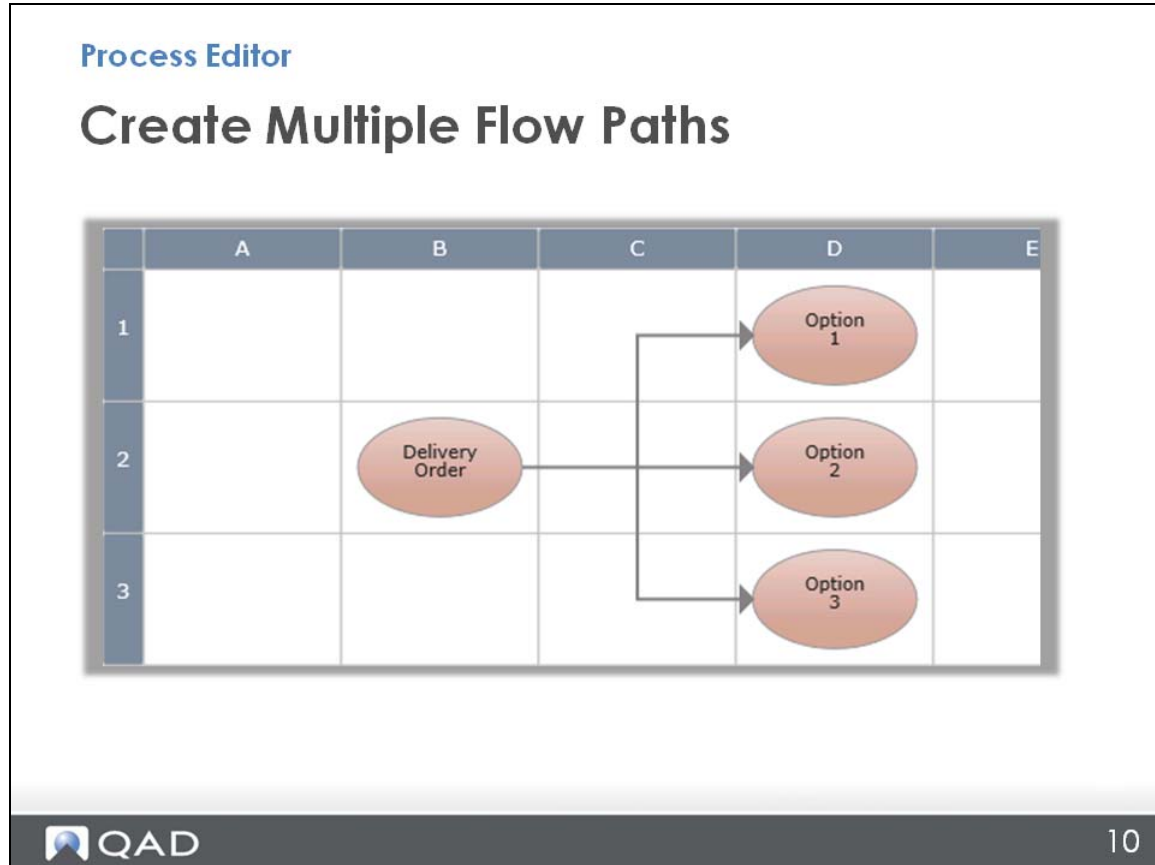 Process Editor
Create Multiple Flow Paths
A B C D E
1
Option
1
2
Delivery
Order
Option
2
3
Option
3
QAD
10